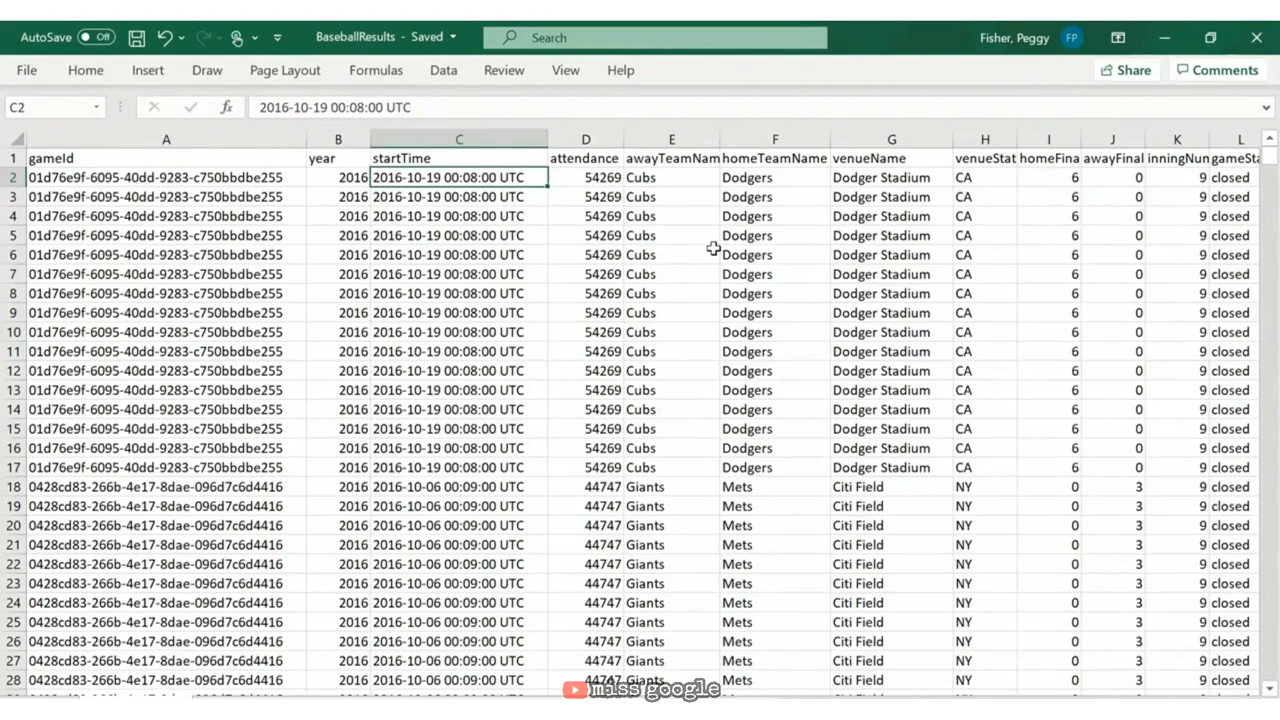 AutoSave Off BaseballResults - Saved Search Fisher, Peggy FP
File Home Insert Draw Page Layout Formulas Data Review View Help Share Comments
C2 fx 2016-10-19 00:08:00 UTC
A B C D E F G H I J K L
1 gameId year startTime attendance awayTeamNam homeTeamName venueName venueStat homeFina awayFinal inningNun gameSta
2 01d76e9f-6095-40dd-9283-c750bbdbe255 2016 2016-10-19 00:08:00 UTC 54269 Cubs Dodgers Dodger Stadium CA 6 0 9 closed
3 01d76e9f-6095-40dd-9283-c750bbdbe255 2016 2016-10-19 00:08:00 UTC 54269 Cubs Dodgers Dodger Stadium CA 6 0 9 closed
4 01d76e9f-6095-40dd-9283-c750bbdbe255 2016 2016-10-19 00:08:00 UTC 54269 Cubs Dodgers Dodger Stadium CA 6 0 9 closed
5 01d76e9f-6095-40dd-9283-c750bbdbe255 2016 2016-10-19 00:08:00 UTC 54269 Cubs Dodgers Dodger Stadium CA 6 0 9 closed
6 01d76e9f-6095-40dd-9283-c750bbdbe255 2016 2016-10-19 00:08:00 UTC 54269 Cubs Dodgers Dodger Stadium CA 6 0 9 closed
7 01d76e9f-6095-40dd-9283-c750bbdbe255 2016 2016-10-19 00:08:00 UTC 54269 Cubs Dodgers Dodger Stadium CA 6 0 9 closed
8 01d76e9f-6095-40dd-9283-c750bbdbe255 2016 2016-10-19 00:08:00 UTC 54269 Cubs Dodgers Dodger Stadium CA 6 0 9 closed
9 01d76e9f-6095-40dd-9283-c750bbdbe255 2016 2016-10-19 00:08:00 UTC 54269 Cubs Dodgers Dodger Stadium CA 6 0 9 closed
10 01d76e9f-6095-40dd-9283-c750bbdbe255 2016 2016-10-19 00:08:00 UTC 54269 Cubs Dodgers Dodger Stadium CA 6 0 9 closed
11 01d76e9f-6095-40dd-9283-c750bbdbe255 2016 2016-10-19 00:08:00 UTC 54269 Cubs Dodgers Dodger Stadium CA 6 0 9 closed
12 01d76e9f-6095-40dd-9283-c750bbdbe255 2016 2016-10-19 00:08:00 UTC 54269 Cubs Dodgers Dodger Stadium CA 6 0 9 closed
13 01d76e9f-6095-40dd-9283-c750bbdbe255 2016 2016-10-19 00:08:00 UTC 54269 Cubs Dodgers Dodger Stadium CA 6 0 9 closed
14 01d76e9f-6095-40dd-9283-c750bbdbe255 2016 2016-10-19 00:08:00 UTC 54269 Cubs Dodgers Dodger Stadium CA 6 0 9 closed
15 01d76e9f-6095-40dd-9283-c750bbdbe255 2016 2016-10-19 00:08:00 UTC 54269 Cubs Dodgers Dodger Stadium CA 6 0 9 closed
16 01d76e9f-6095-40dd-9283-c750bbdbe255 2016 2016-10-19 00:08:00 UTC 54269 Cubs Dodgers Dodger Stadium CA 6 0 9 closed
17 01d76e9f-6095-40dd-9283-c750bbdbe255 2016 2016-10-19 00:08:00 UTC 54269 Cubs Dodgers Dodger Stadium CA 6 0 9 closed
18 0428cd83-266b-4e17-8dae-096d7c6d4416 2016 2016-10-06 00:09:00 UTC 44747 Giants Mets Citi Field NY 0 3 9 closed
19 0428cd83-266b-4e17-8dae-096d7c6d4416 2016 2016-10-06 00:09:00 UTC 44747 Giants Mets Citi Field NY 0 3 9 closed
20 0428cd83-266b-4e17-8dae-096d7c6d4416 2016 2016-10-06 00:09:00 UTC 44747 Giants Mets Citi Field NY 0 3 9 closed
21 0428cd83-266b-4e17-8dae-096d7c6d4416 2016 2016-10-06 00:09:00 UTC 44747 Giants Mets Citi Field NY 0 3 9 closed
22 0428cd83-266b-4e17-8dae-096d7c6d4416 2016 2016-10-06 00:09:00 UTC 44747 Giants Mets Citi Field NY 0 3 9 closed
23 0428cd83-266b-4e17-8dae-096d7c6d4416 2016 2016-10-06 00:09:00 UTC 44747 Giants Mets Citi Field NY 0 3 9 closed
24 0428cd83-266b-4e17-8dae-096d7c6d4416 2016 2016-10-06 00:09:00 UTC 44747 Giants Mets Citi Field NY 0 3 9 closed
25 0428cd83-266b-4e17-8dae-096d7c6d4416 2016 2016-10-06 00:09:00 UTC 44747 Giants Mets Citi Field NY 0 3 9 closed
26 0428cd83-266b-4e17-8dae-096d7c6d4416 2016 2016-10-06 00:09:00 UTC 44747 Giants Mets Citi Field NY 0 3 9 closed
27 0428cd83-266b-4e17-8dae-096d7c6d4416 2016 2016-10-06 00:09:00 UTC 44747 Giants Mets Citi Field NY 0 3 9 closed
28 0428cd83-266b-4e17-8dae-096d7c6d4416 2016 2016-10-06 00:09:00 UTC 44747 Giants Mets Citi Field NY 0 3 9 closed
miss google